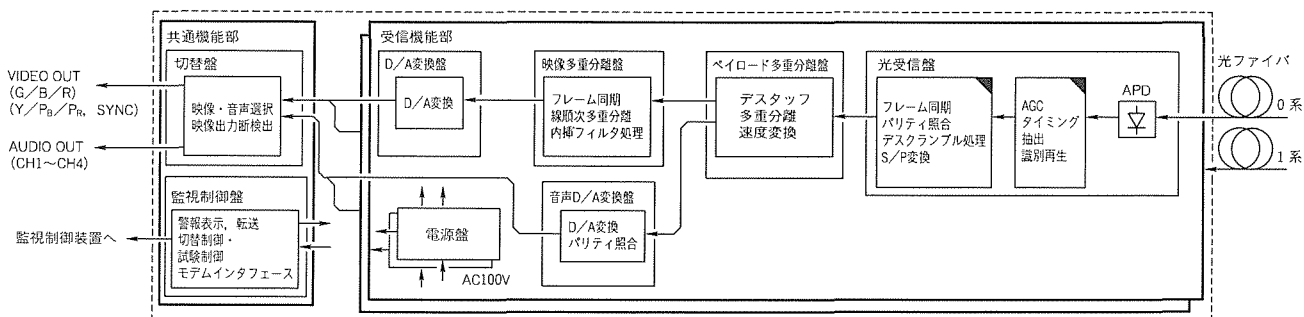 共通機能部
切替盤
VIDEO OUT
(G/B/R)
(Y/PB/PR, SYNC)
映像・音声選択
映像出力断検出
AUDIO OUT
(CH1~CH4)
監視制御盤
警報表示，転送
切替制御・
試験制御
モデムインタフェース
監視制御装置へ
受信機能部
D/A変換盤
D/A変換
映像多重分離盤
フレーム同期
線順次多重分離
内挿フィルタ処理
ペイロード多重分離盤
デスタッフ
多重分離
速度変換
光受信盤
フレーム同期
パリティ照合
デスクランブル処理
S/P変換
AGC
タイミング
抽出
識別再生
APD
光ファイバ
0系
1系
音声D/A変換盤
D/A変換
パリティ照合
電源盤
AC100V